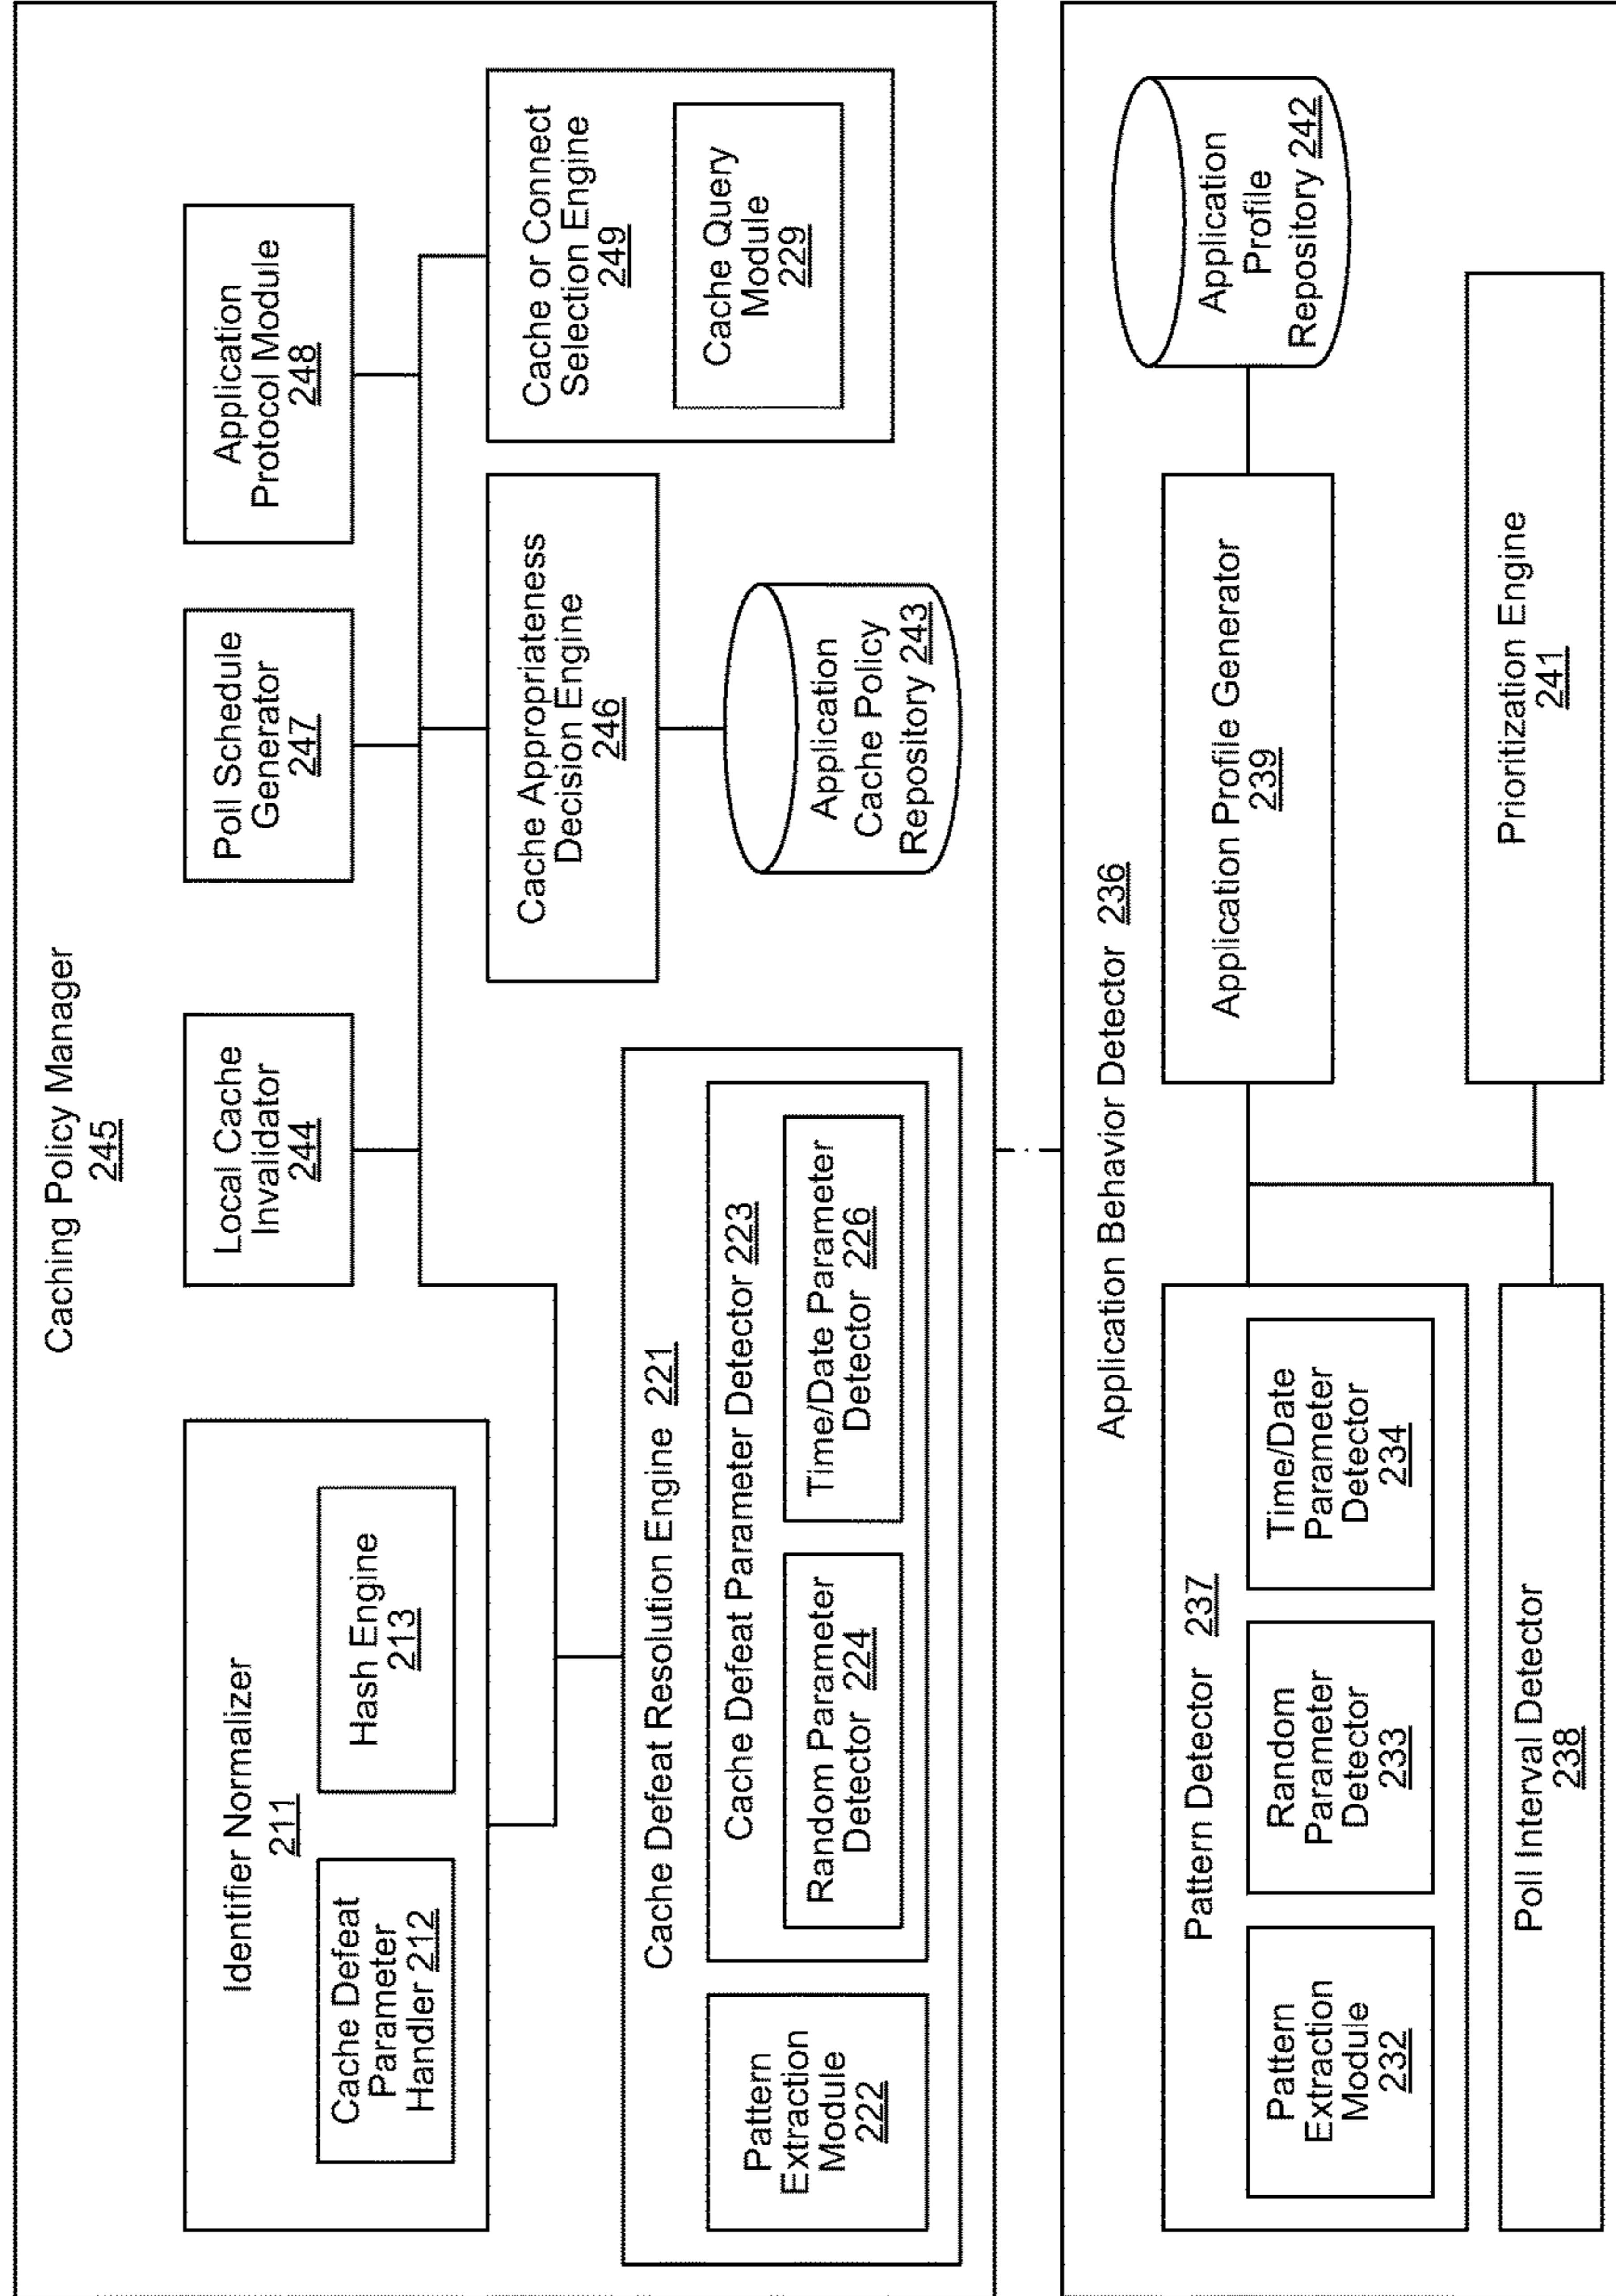 Caching Policy Manager
245
Identifier Normalizer
211
Cache Defeat
Parameter
Handler 212
Hash Engine
213
Local Cache
Invalidator
244
Poll Schedule
Generator
247
Application
Protocol Module
248
Cache Defeat Resolution Engine 221
Pattern
Extraction
Module
222
Cache Defeat Parameter Detector 223
Random Parameter
Detector 224
Time/Date Parameter
Detector 226
Cache Appropriateness
Decision Engine
246
Application
Cache Policy
Repository 243
Cache or Connect
Selection Engine
249
Cache Query
Module
229
Application Behavior Detector 236
Pattern Detector 237
Pattern
Extraction
Module
232
Random
Parameter
Detector
233
Time/Date
Parameter
Detector
234
Poll Interval Detector
238
Application Profile Generator
239
Application
Profile
Repository 242
Prioritization Engine
241